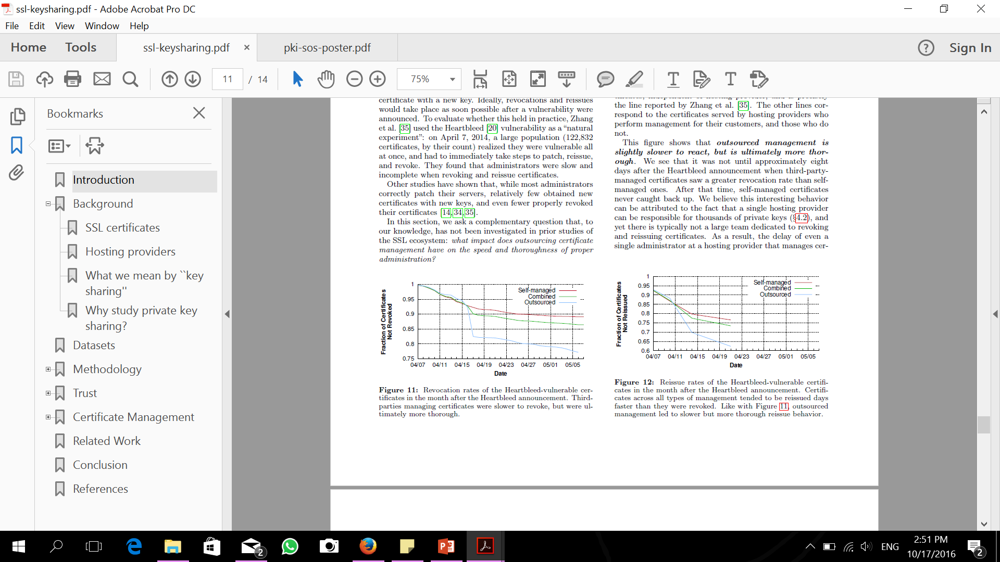 ssl-keysharing.pdf - Adobe Acrobat Pro DC
File Edit View Window Help
Home Tools ssl-keysharing.pdf × pki-sos-poster.pdf ? Sign In
11 / 14 75%
Bookmarks
Introduction
Background
SSL certificates
Hosting providers
What we mean by ``key
sharing''
Why study private key
sharing?
Datasets
Methodology
Trust
Certificate Management
Related Work
Conclusion
References
certificate with a new key. Ideally, revocations and reissues
would take place as soon possible after a vulnerability were
announced. To evaluate whether this held in practice, Zhang
et al. [35] used the Heartbleed [20] vulnerability as a “natural
experiment”: on April 7, 2014, a large population (122,832
certificates, by their count) realized they were vulnerable all
at once, and had to immediately take steps to patch, reissue,
and revoke. They found that administrators were slow and
incomplete when revoking and reissue certificates.
Other studies have shown that, while most administrators
correctly patch their servers, relatively few obtained new
certificates with new keys, and even fewer properly revoked
their certificates [14,34,35].
In this section, we ask a complementary question that, to
our knowledge, has not been investigated in prior studies of
the SSL ecosystem: what impact does outsourcing certificate
management have on the speed and thoroughness of proper
administration?
Fraction of Certificates
Not Revoked
1
0.95
0.9
0.85
0.8
0.75
Self-managed
Combined
Outsourced
04/07 04/11 04/15 04/19 04/23 04/27 05/01 05/05
Date
Figure 11: Revocation rates of the Heartbleed-vulnerable cer-
tificates in the month after the Heartbleed announcement. Third-
parties managing certificates were slower to revoke, but were ul-
timately more thorough.
the line reported by Zhang et al. [35]. The other lines cor-
respond to the certificates served by hosting providers who
perform management for their customers, and those who do
not.
This figure shows that outsourced management is
slightly slower to react, but is ultimately more thor-
ough. We see that it was not until approximately eight
days after the Heartbleed announcement when third-party-
managed certificates saw a greater revocation rate than self-
managed ones. After that time, self-managed certificates
never caught back up. We believe this interesting behavior
can be attributed to the fact that a single hosting provider
can be responsible for thousands of private keys (§4.2), and
yet there is typically not a large team dedicated to revoking
and reissuing certificates. As a result, the delay of even a
single administrator at a hosting provider that manages cer-
Fraction of Certificates
Not Reissued
1
0.95
0.9
0.85
0.8
0.75
0.7
0.65
0.6
Self-managed
Combined
Outsourced
04/07 04/11 04/15 04/19 04/23 04/27 05/01 05/05
Date
Figure 12: Reissue rates of the Heartbleed-vulnerable certifi-
cates in the month after the Heartbleed announcement. Certifi-
cates across all types of management tended to be reissued days
faster than they were revoked. Like with Figure 11, outsourced
management led to slower but more thorough reissue behavior.
2
ENG
2:51 PM
10/17/2016
2